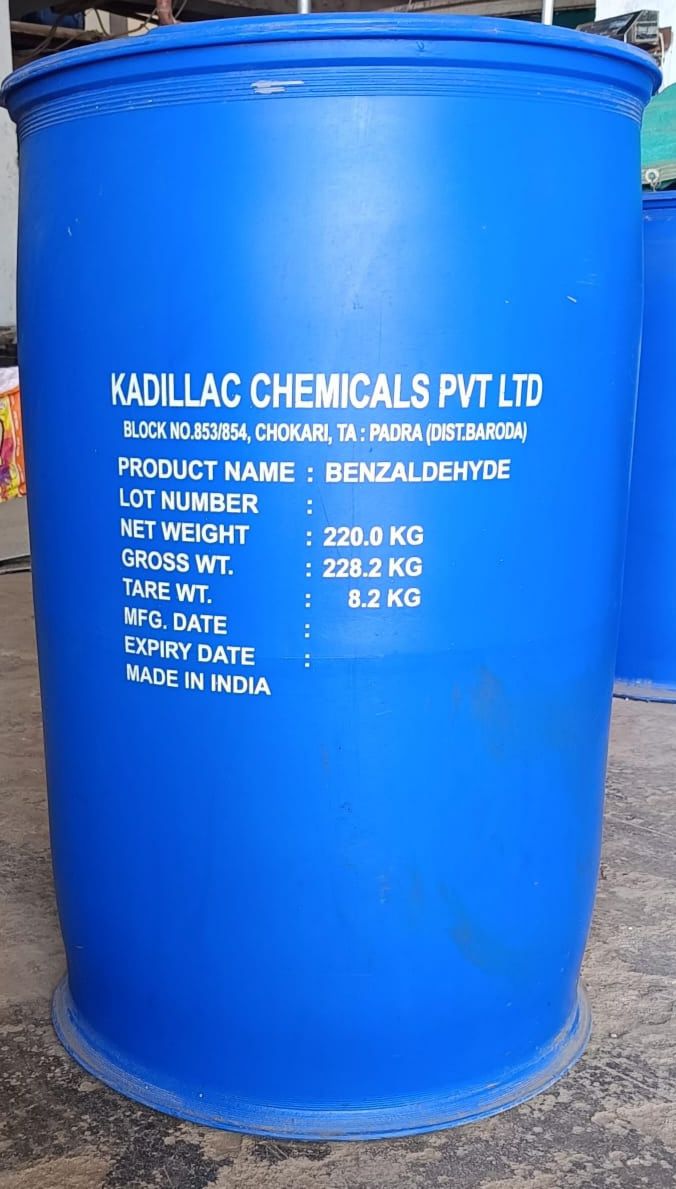 KADILLAC CHEMICALS PVT LTD
BLOCK NO.853/854, CHOKARI, TA : PADRA (DIST.BARODA)
PRODUCT NAME : BENZALDEHYDE
LOT NUMBER :
NET WEIGHT : 220.0 KG
GROSS WT. : 228.2 KG
TARE WT. : 8.2 KG
MFG. DATE :
EXPIRY DATE :
MADE IN INDIA